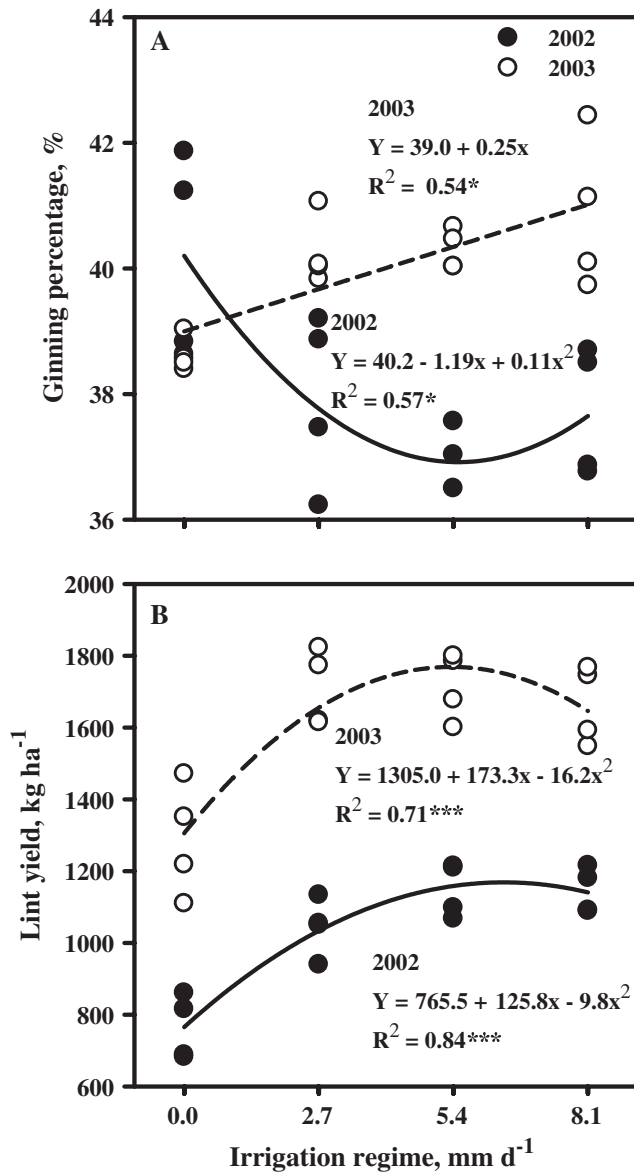 44
A
2002
2003
2003
42
Y = 39.0 + 0.25x
R² = 0.54*
Ginning percentage, %
40
2002
Y = 40.2 - 1.19x + 0.11x²
38
R² = 0.57*
36
2000
B
1800
1600
2003
Y = 1305.0 + 173.3x - 16.2x²
R² = 0.71***
1400
Lint yield, kg ha⁻¹
1200
1000
2002
Y = 765.5 + 125.8x - 9.8x²
800
R² = 0.84***
600
0.0 2.7 5.4 8.1
Irrigation regime, mm d⁻¹